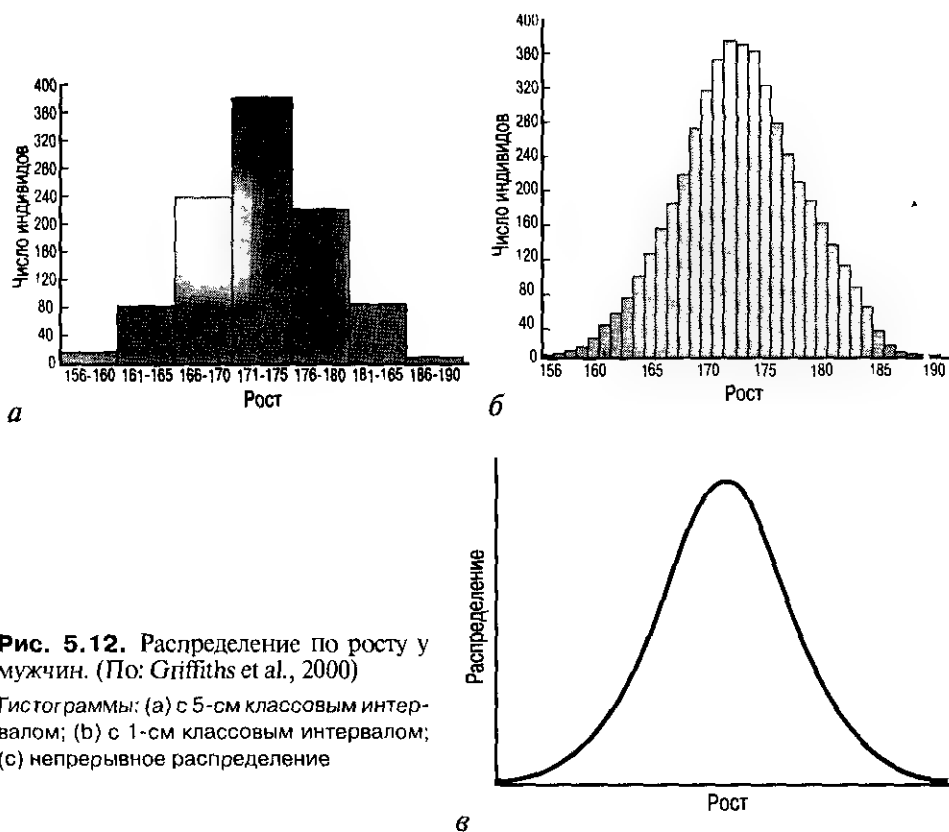 400
380
320
280
240
200
180
120
80
40
0
Число индивидов
156-160 161-165 166-170 171-175 176-180 181-165 186-190
Рост
а
400
380
320
280
240
200
180
120
80
40
0
Число индивидов
156 160 165 170 175 180 185 190
Рост
б
Рис. 5.12. Распределение по росту у
мужчин. (По: Griffiths et al., 2000)
Гистограммы: (a) с 5-см классовым интер-
валом; (b) с 1-см классовым интервалом;
(c) непрерывное распределение
Распределение
Рост
в